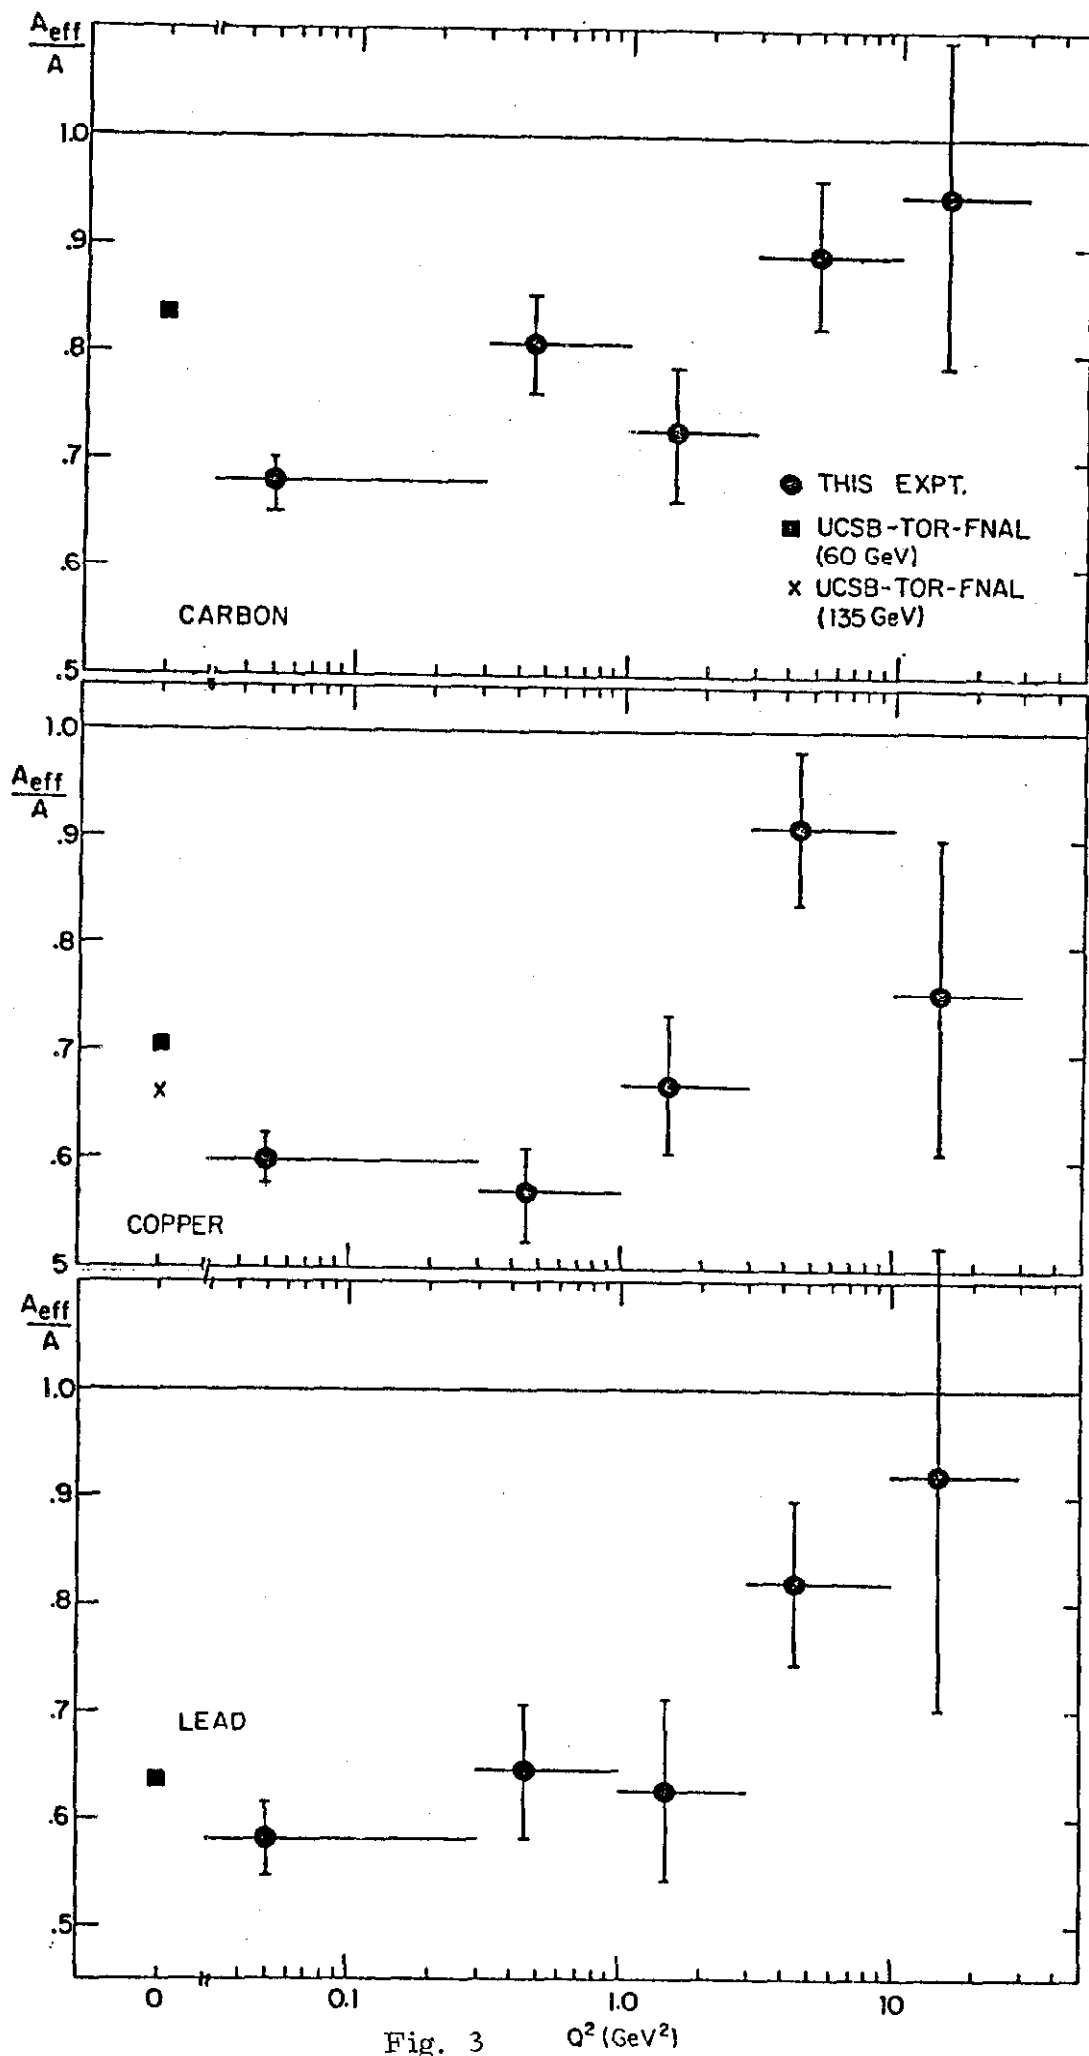 A_eff
A
1.0
.9
.8
.7
.6
.5
CARBON
THIS EXPT.
UCSB-TOR-FNAL
(60 GeV)
x UCSB-TOR-FNAL
(135 GeV)
A_eff
A
1.0
.9
.8
.7
.6
.5
x
COPPER
A_eff
A
1.0
.9
.8
.7
.6
.5
LEAD
0 0.1 1.0 10
Fig. 3 Q² (GeV²)